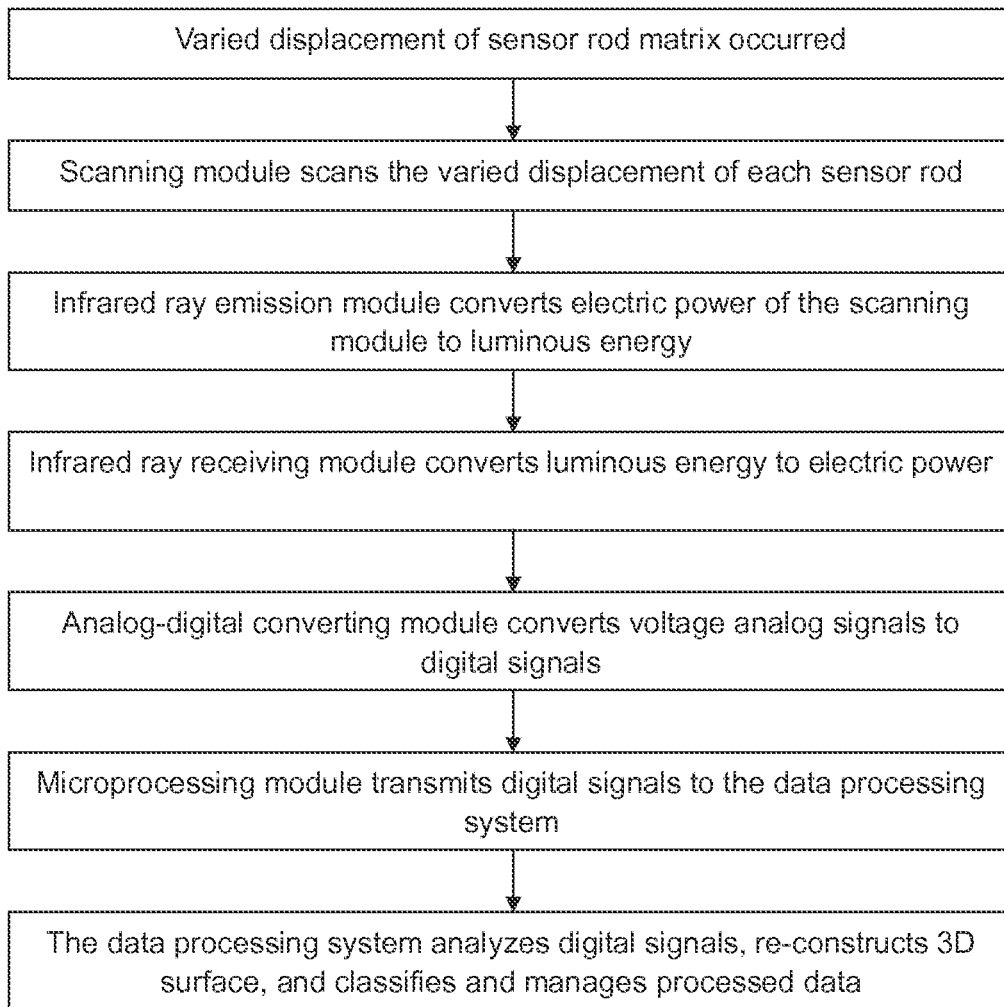 Varied displacement of sensor rod matrix occurred
Scanning module scans the varied displacement of each sensor rod
Infrared ray emission module converts electric power of the scanning
module to luminous energy
Infrared ray receiving module converts luminous energy to electric power
Analog-digital converting module converts voltage analog signals to
digital signals
Microprocessing module transmits digital signals to the data processing
system
The data processing system analyzes digital signals, re-constructs 3D
surface, and classifies and manages processed data